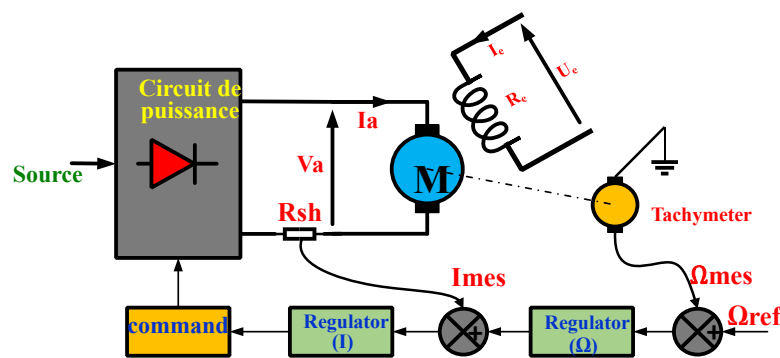 Circuit de
puissance
Source
Ia
Va
Rsh
M
Ie
Ue
Re
Tachymeter
Imes
Ωmes
Ωref
command
Regulator
(I)
+
Regulator
(Ω)
+